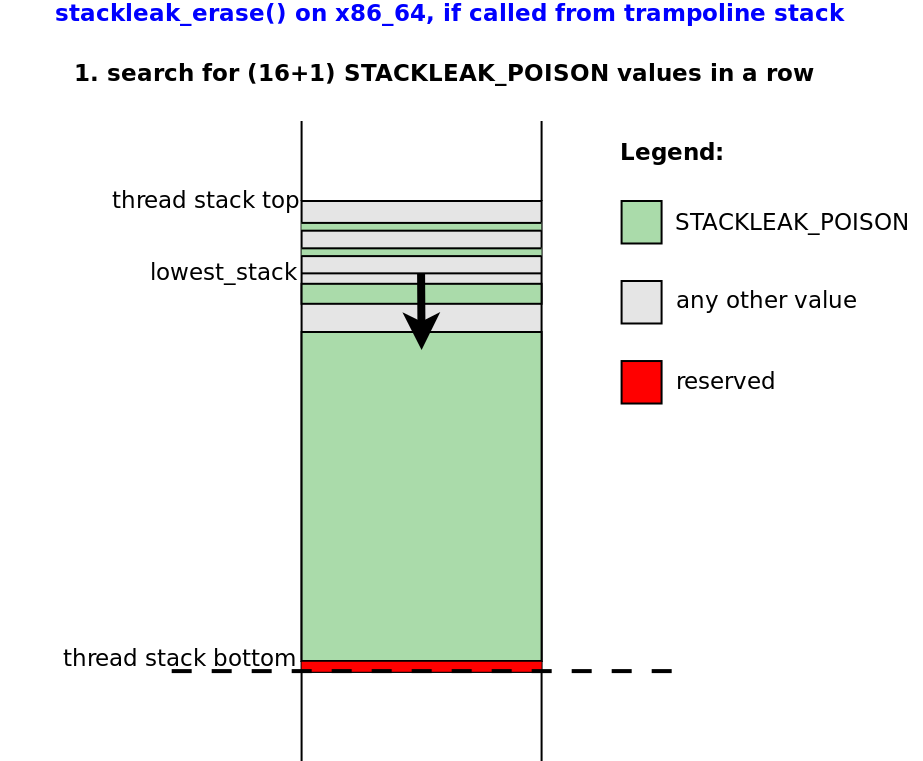 stackleak_erase() on x86_64, if called from trampoline stack
1. search for (16+1) STACKLEAK_POISON values in a row
Legend:
thread stack top
STACKLEAK_POISON
lowest_stack
any other value
reserved
thread stack bottom